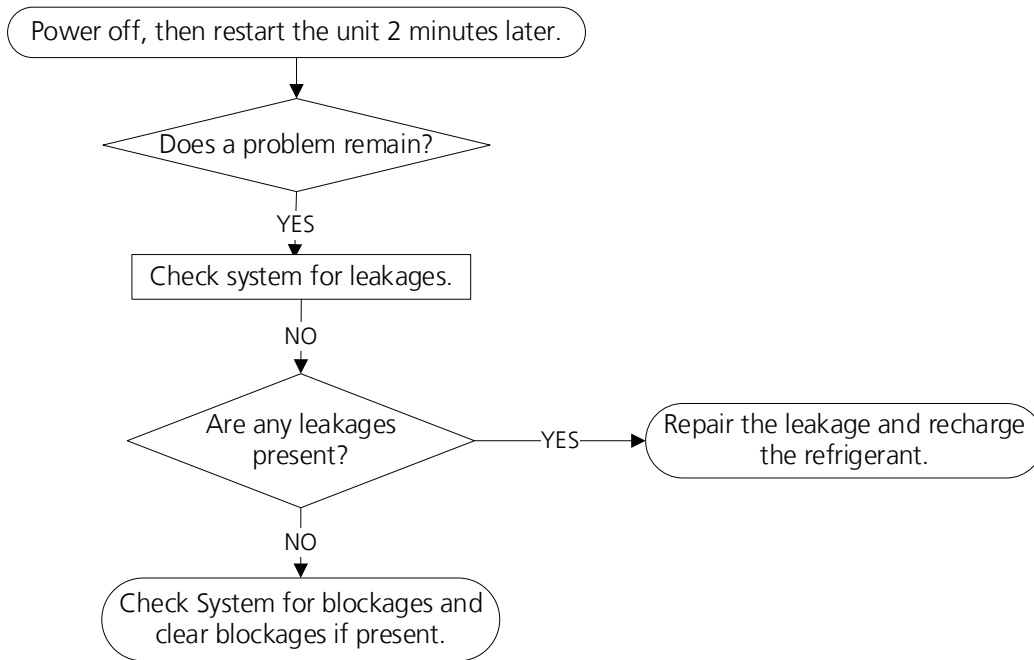 Power off, then restart the unit 2 minutes later.
Does a problem remain?
YES
Check system for leakages.
NO
Are any leakages
present?
YES
Repair the leakage and recharge
the refrigerant.
NO
Check System for blockages and
clear blockages if present.